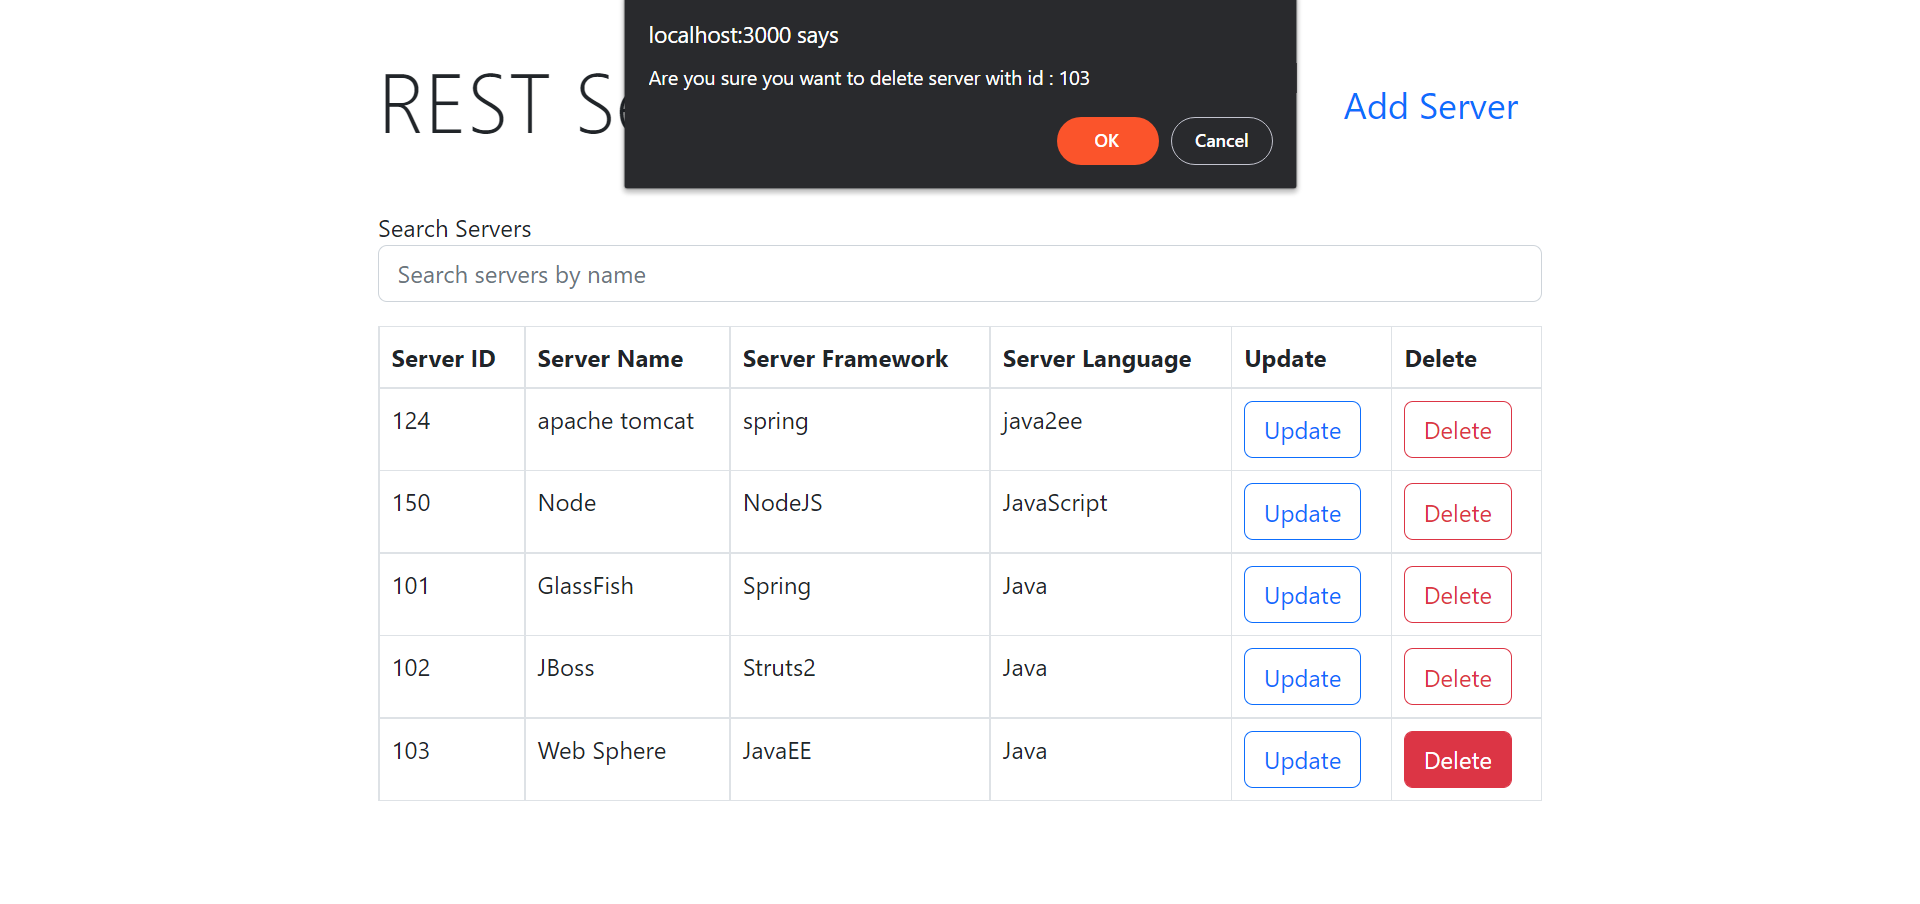 localhost:3000 says
Are you sure you want to delete server with id : 103
OK Cancel
REST Add Server
Search Servers
Search servers by name
Server ID Server Name Server Framework Server Language Update Delete
124 apache tomcat spring java2ee Update Delete
150 Node NodeJS JavaScript Update Delete
101 GlassFish Spring Java Update Delete
102 JBoss Struts2 Java Update Delete
103 Web Sphere JavaEE Java Update Delete